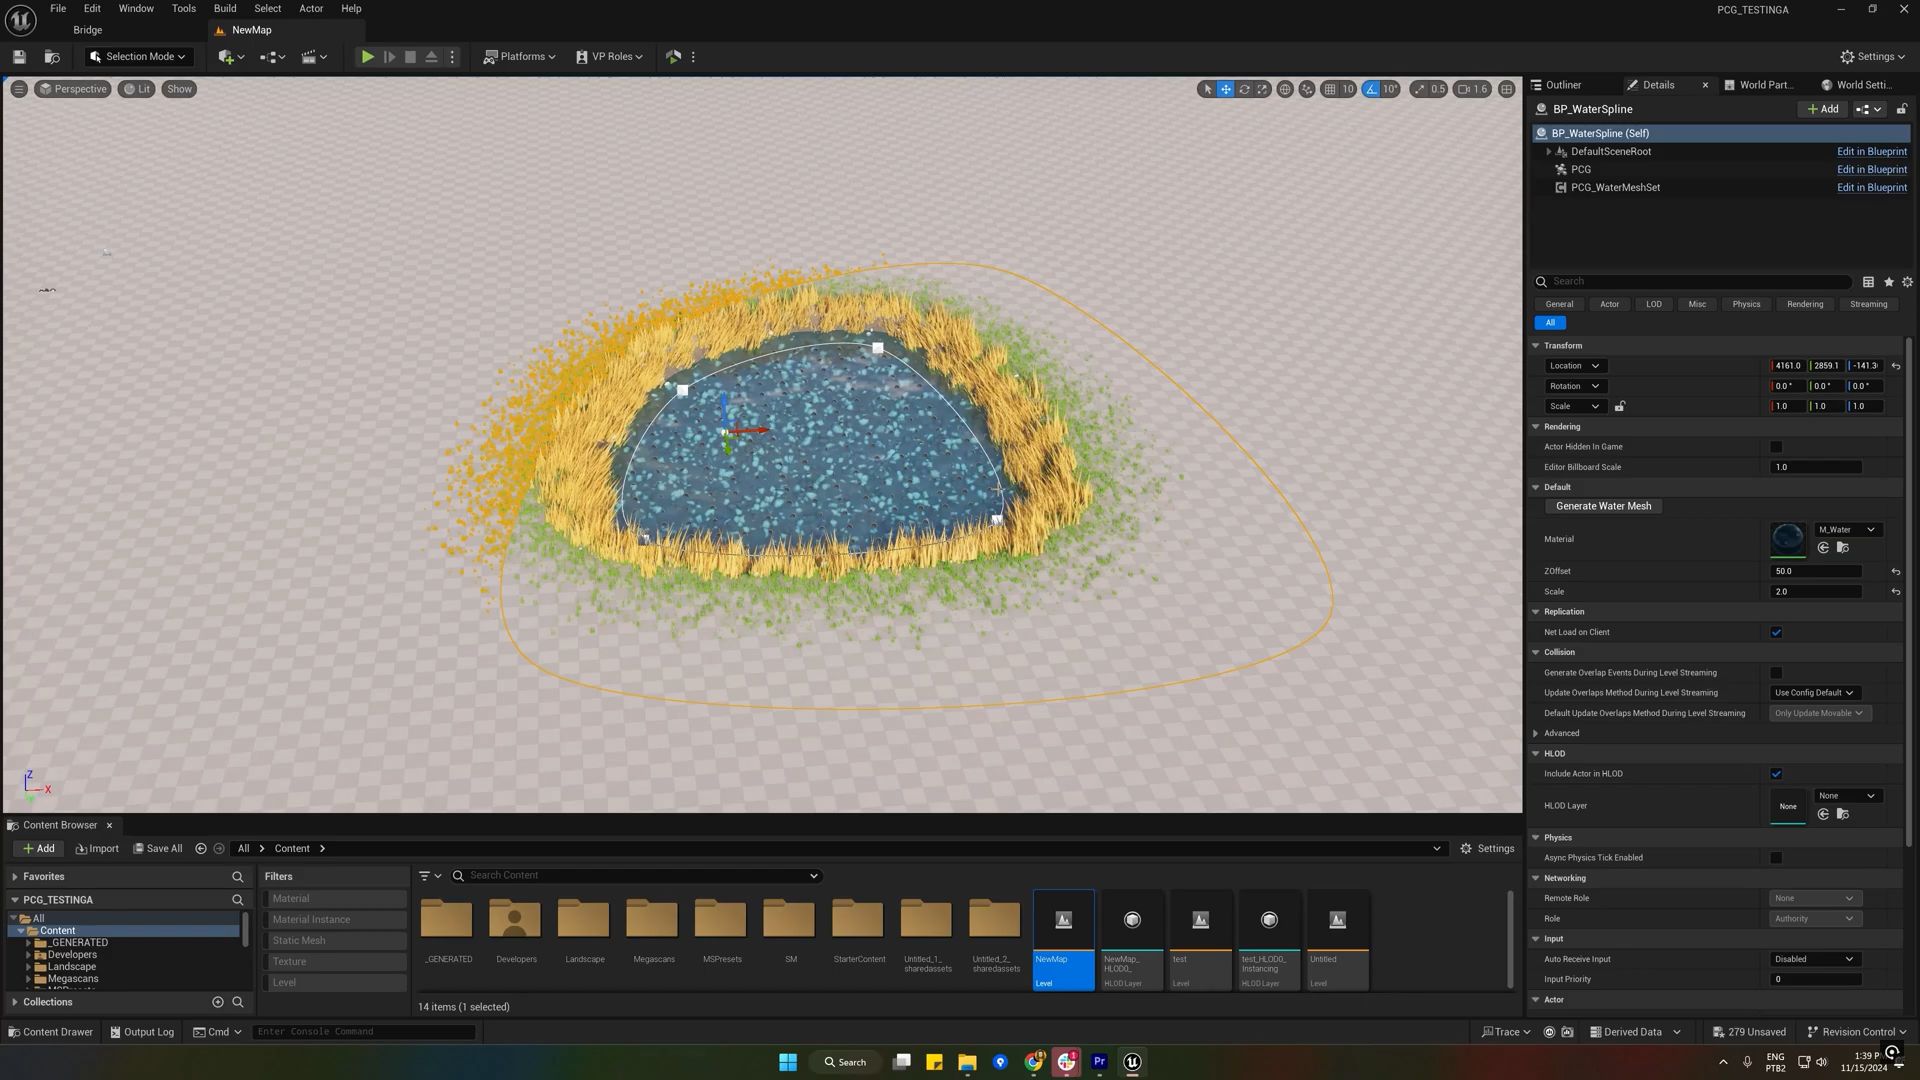 File Edit Window Tools Build Select Actor Help
PCG_TESTINGA
Bridge
NewMap
Selection Mode
Platforms
VP Roles
Settings
Perspective
Lit
Show
10
10°
0.5
1.6
Outliner
Details
World Part...
World Setti...
BP_WaterSpline
Add
BP_WaterSpline (Self)
DefaultSceneRoot
Edit in Blueprint
PCG
Edit in Blueprint
PCG_WaterMeshSet
Edit in Blueprint
Search
General
Actor
LOD
Misc
Physics
Rendering
Streaming
All
Transform
Location
4161.0
2859.1
Rotation
0.0 °
0.0 °
0.0 °
Scale
1.0
1.0
1.0
Rendering
Actor Hidden In Game
Editor Billboard Scale
1.0
Default
Generate Water Mesh
Material
M_Water
ZOffset
50.0
Scale
2.0
Replication
Net Load on Client
Collision
Generate Overlap Events During Level Streaming
Update Overlaps Method During Level Streaming
Use Config Default
Default Update Overlaps Method During Level Streaming
Only Update Movable
Advanced
HLOD
Include Actor in HLOD
HLOD Layer
None
None
Physics
Async Physics Tick Enabled
Networking
Remote Role
None
Role
Authority
Input
Auto Receive Input
Disabled
Input Priority
0
Actor
Z
X
Content Browser
Add
Import
Save All
All
Content
Settings
Favorites
PCG_TESTINGA
All
Content
_GENERATED
Developers
Landscape
Megascans
Collections
Filters
Material
Material Instance
Static Mesh
Texture
Level
Search Content
_GENERATED
Developers
Landscape
Megascans
MSPresets
SM
StarterContent
Untitled_1_
sharedassets
Untitled_2_
sharedassets
NewMap
Level
NewMap_
HLOD0_
HLOD Layer
test
Level
test_HLOD0_
Instancing
HLOD Layer
Untitled
Level
14 items (1 selected)
Content Drawer
Output Log
Cmd
Enter Console Command
Trace
Derived Data
279 Unsaved
Revision Control
Search
Pr
ENG
PTB2
1:39 P
11/15/2024